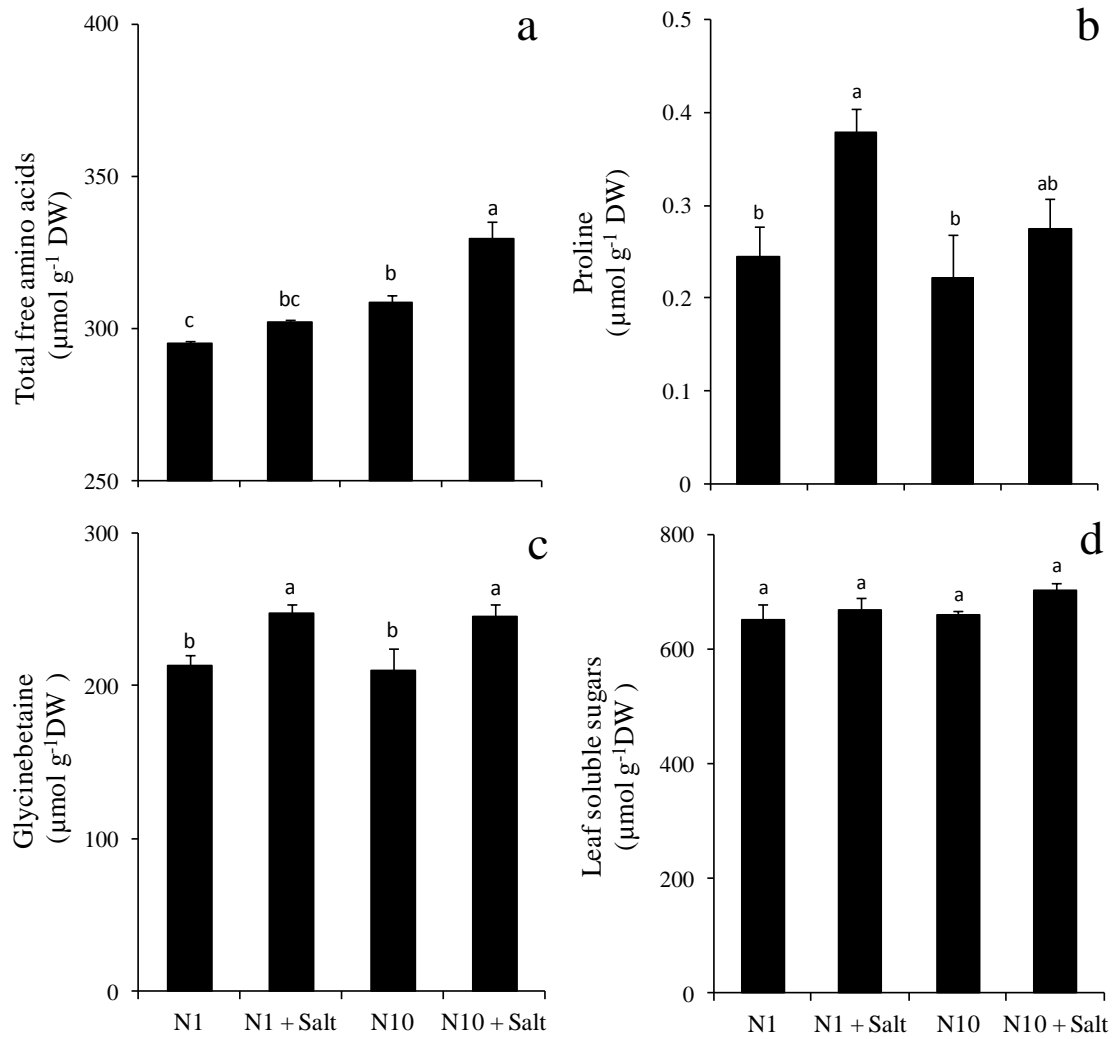 400
350
300
250
Total free amino acids
(µmol g-1 DW)
a
c
bc
b
a
0.5
0.4
0.3
0.2
0.1
0
Proline
(µmol g-1 DW)
b
b
a
b
ab
300
200
100
0
Glycinebetaine
(µmol g-1DW)
c
b
a
b
a
N1 N1 + Salt N10 N10 + Salt
800
600
400
200
0
Leaf soluble sugars
(µmol g-1DW )
d
a
a
a
a
N1 N1 + Salt N10 N10 + Salt